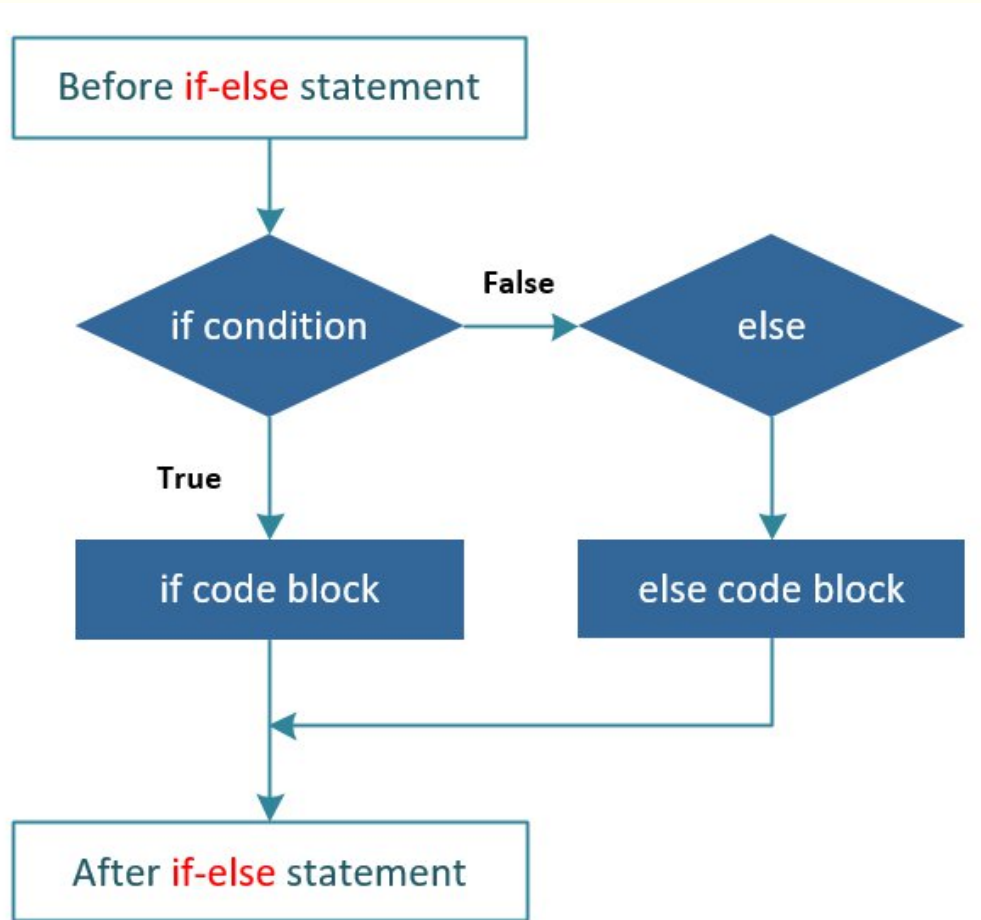 Before if-else statement
if condition
False
else
True
if code block
else code block
After if-else statement